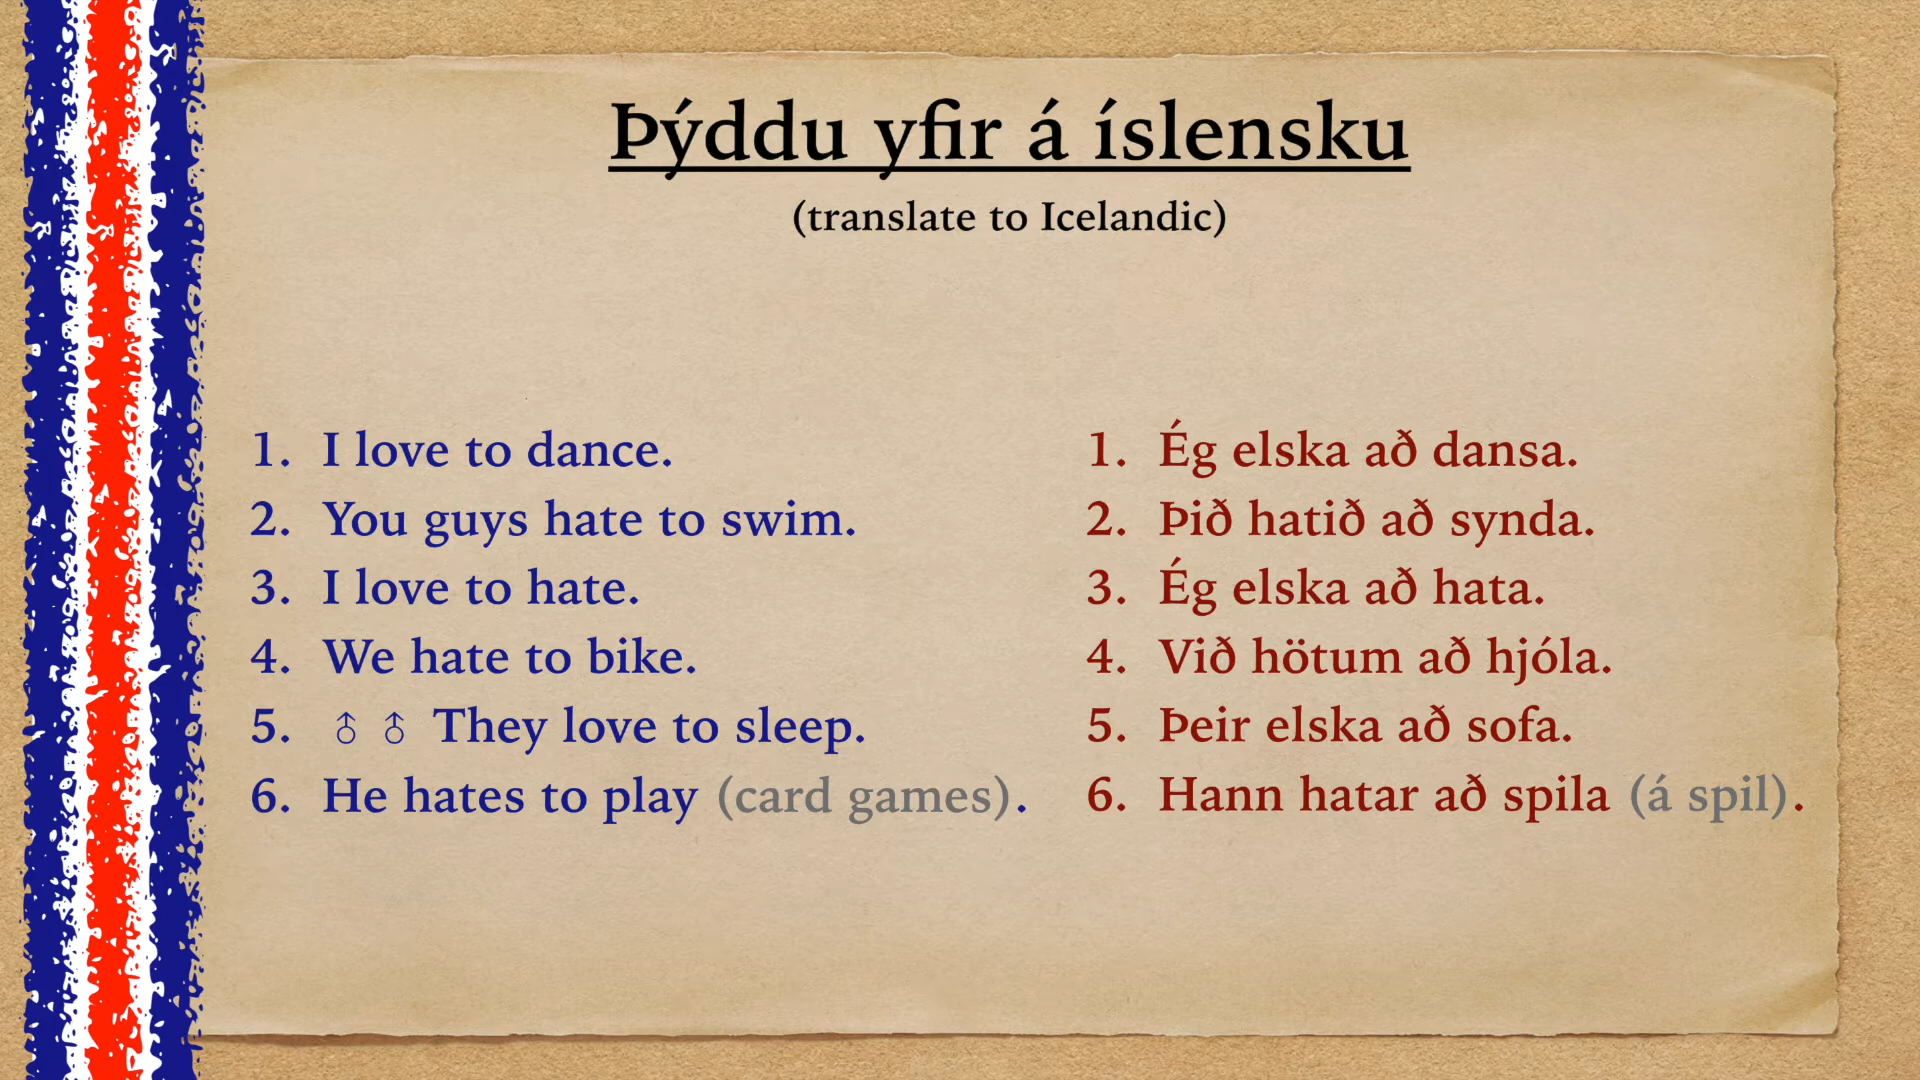 Þýddu yfir á íslensku
(translate to Icelandic)
1. I love to dance.
2. You guys hate to swim.
3. I love to hate.
4. We hate to bike.
5. ♂ ♂ They love to sleep.
6. He hates to play (card games).
1. Ég elska að dansa.
2. Þið hatið að synda.
3. Ég elska að hata.
4. Við hötum að hjóla.
5. Þeir elska að sofa.
6. Hann hatar að spila (á spil).